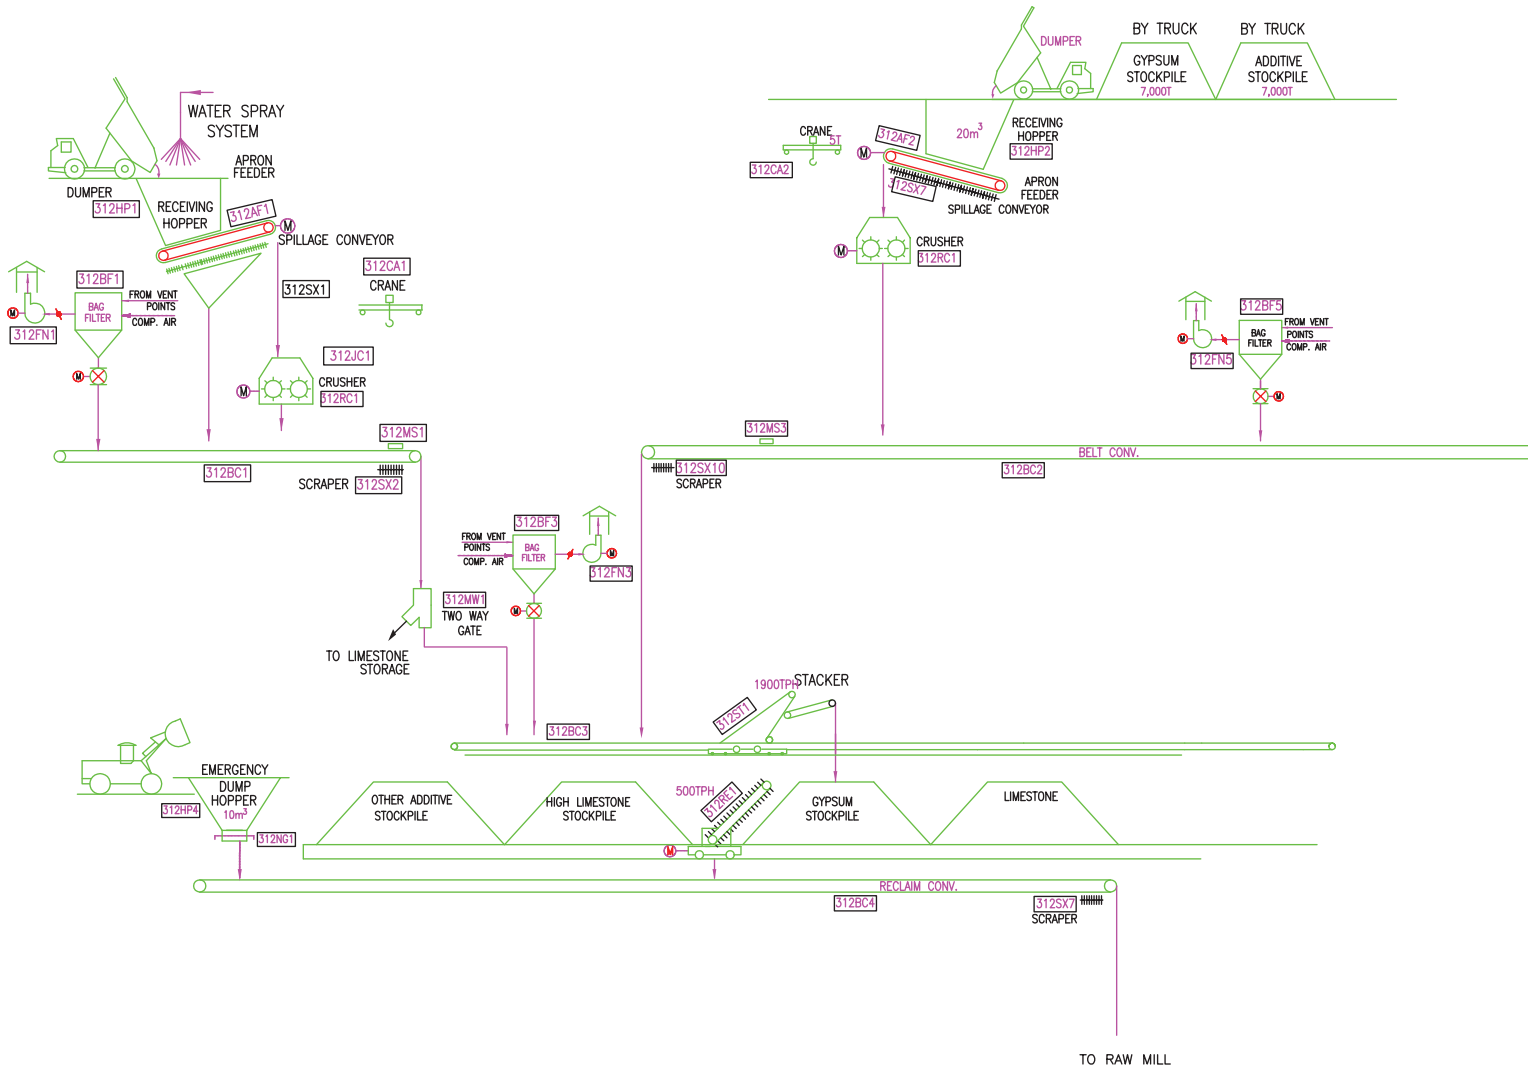 BY TRUCK
BY TRUCK
DUMPER
GYPSUM
STOCKPILE
7,000T
ADDITIVE
STOCKPILE
7,000T
WATER SPRAY
SYSTEM
APRON
FEEDER
DUMPER
312HP1
RECEIVING
HOPPER
312AF1
M
SPILLAGE CONVEYOR
312SX1
312CA1
CRANE
CRANE
5T
312CA2
M
312AF2
20m³
RECEIVING
HOPPER
312HP2
312SX7
APRON
FEEDER
SPILLAGE CONVEYOR
M
CRUSHER
312RC1
312BF1
BAG
FILTER
FROM VENT
POINTS
COMP. AIR
M
312FN1
M
312JC1
M
CRUSHER
312RC1
312BF5
BAG
FILTER
FROM VENT
POINTS
COMP. AIR
M
312FN5
M
312MS1
312BC1
SCRAPER
312SX2
312MS3
BELT CONV.
312BC2
312SX10
SCRAPER
312BF3
FROM VENT
POINTS
COMP. AIR
BAG
FILTER
M
312FN3
M
312MW1
TWO WAY
GATE
TO LIMESTONE
STORAGE
1900TPH
STACKER
312ST1
312BC3
EMERGENCY
DUMP
HOPPER
10m³
312HP4
312NG1
OTHER ADDITIVE
STOCKPILE
HIGH LIMESTONE
STOCKPILE
500TPH
312RE1
M
GYPSUM
STOCKPILE
LIMESTONE
RECLAIM CONV.
312BC4
312SX7
SCRAPER
TO RAW MILL